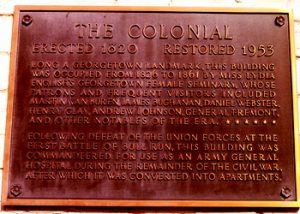 THE COLONIAL
ERECTED 1820 RESTORED 1953
LONG A GEORGETOWN LANDMARK THIS BUILDING
WAS OCCUPIED FROM 1826 TO 1861 BY MISS LYDIA
ENGLISH'S GEORGETOWN FEMALE SEMINARY, WHOSE
PATRONS AND FREQUENT VISITORS INCLUDED
MARTIN VAN BUREN, JAMES BUCHANAN, DANIEL WEBSTER,
HENRY CLAY, ANDREW JOHNSON, GENERAL FREMONT,
AND OTHER NOTABLES OF THE ERA.
FOLLOWING DEFEAT OF THE UNION FORCES AT THE
FIRST BATTLE OF BULL RUN, THIS BUILDING WAS
COMMANDEERED FOR USE AS AN ARMY GENERAL
HOSPITAL DURING THE REMAINDER OF THE CIVIL WAR,
AFTER WHICH IT WAS CONVERTED INTO APARTMENTS.